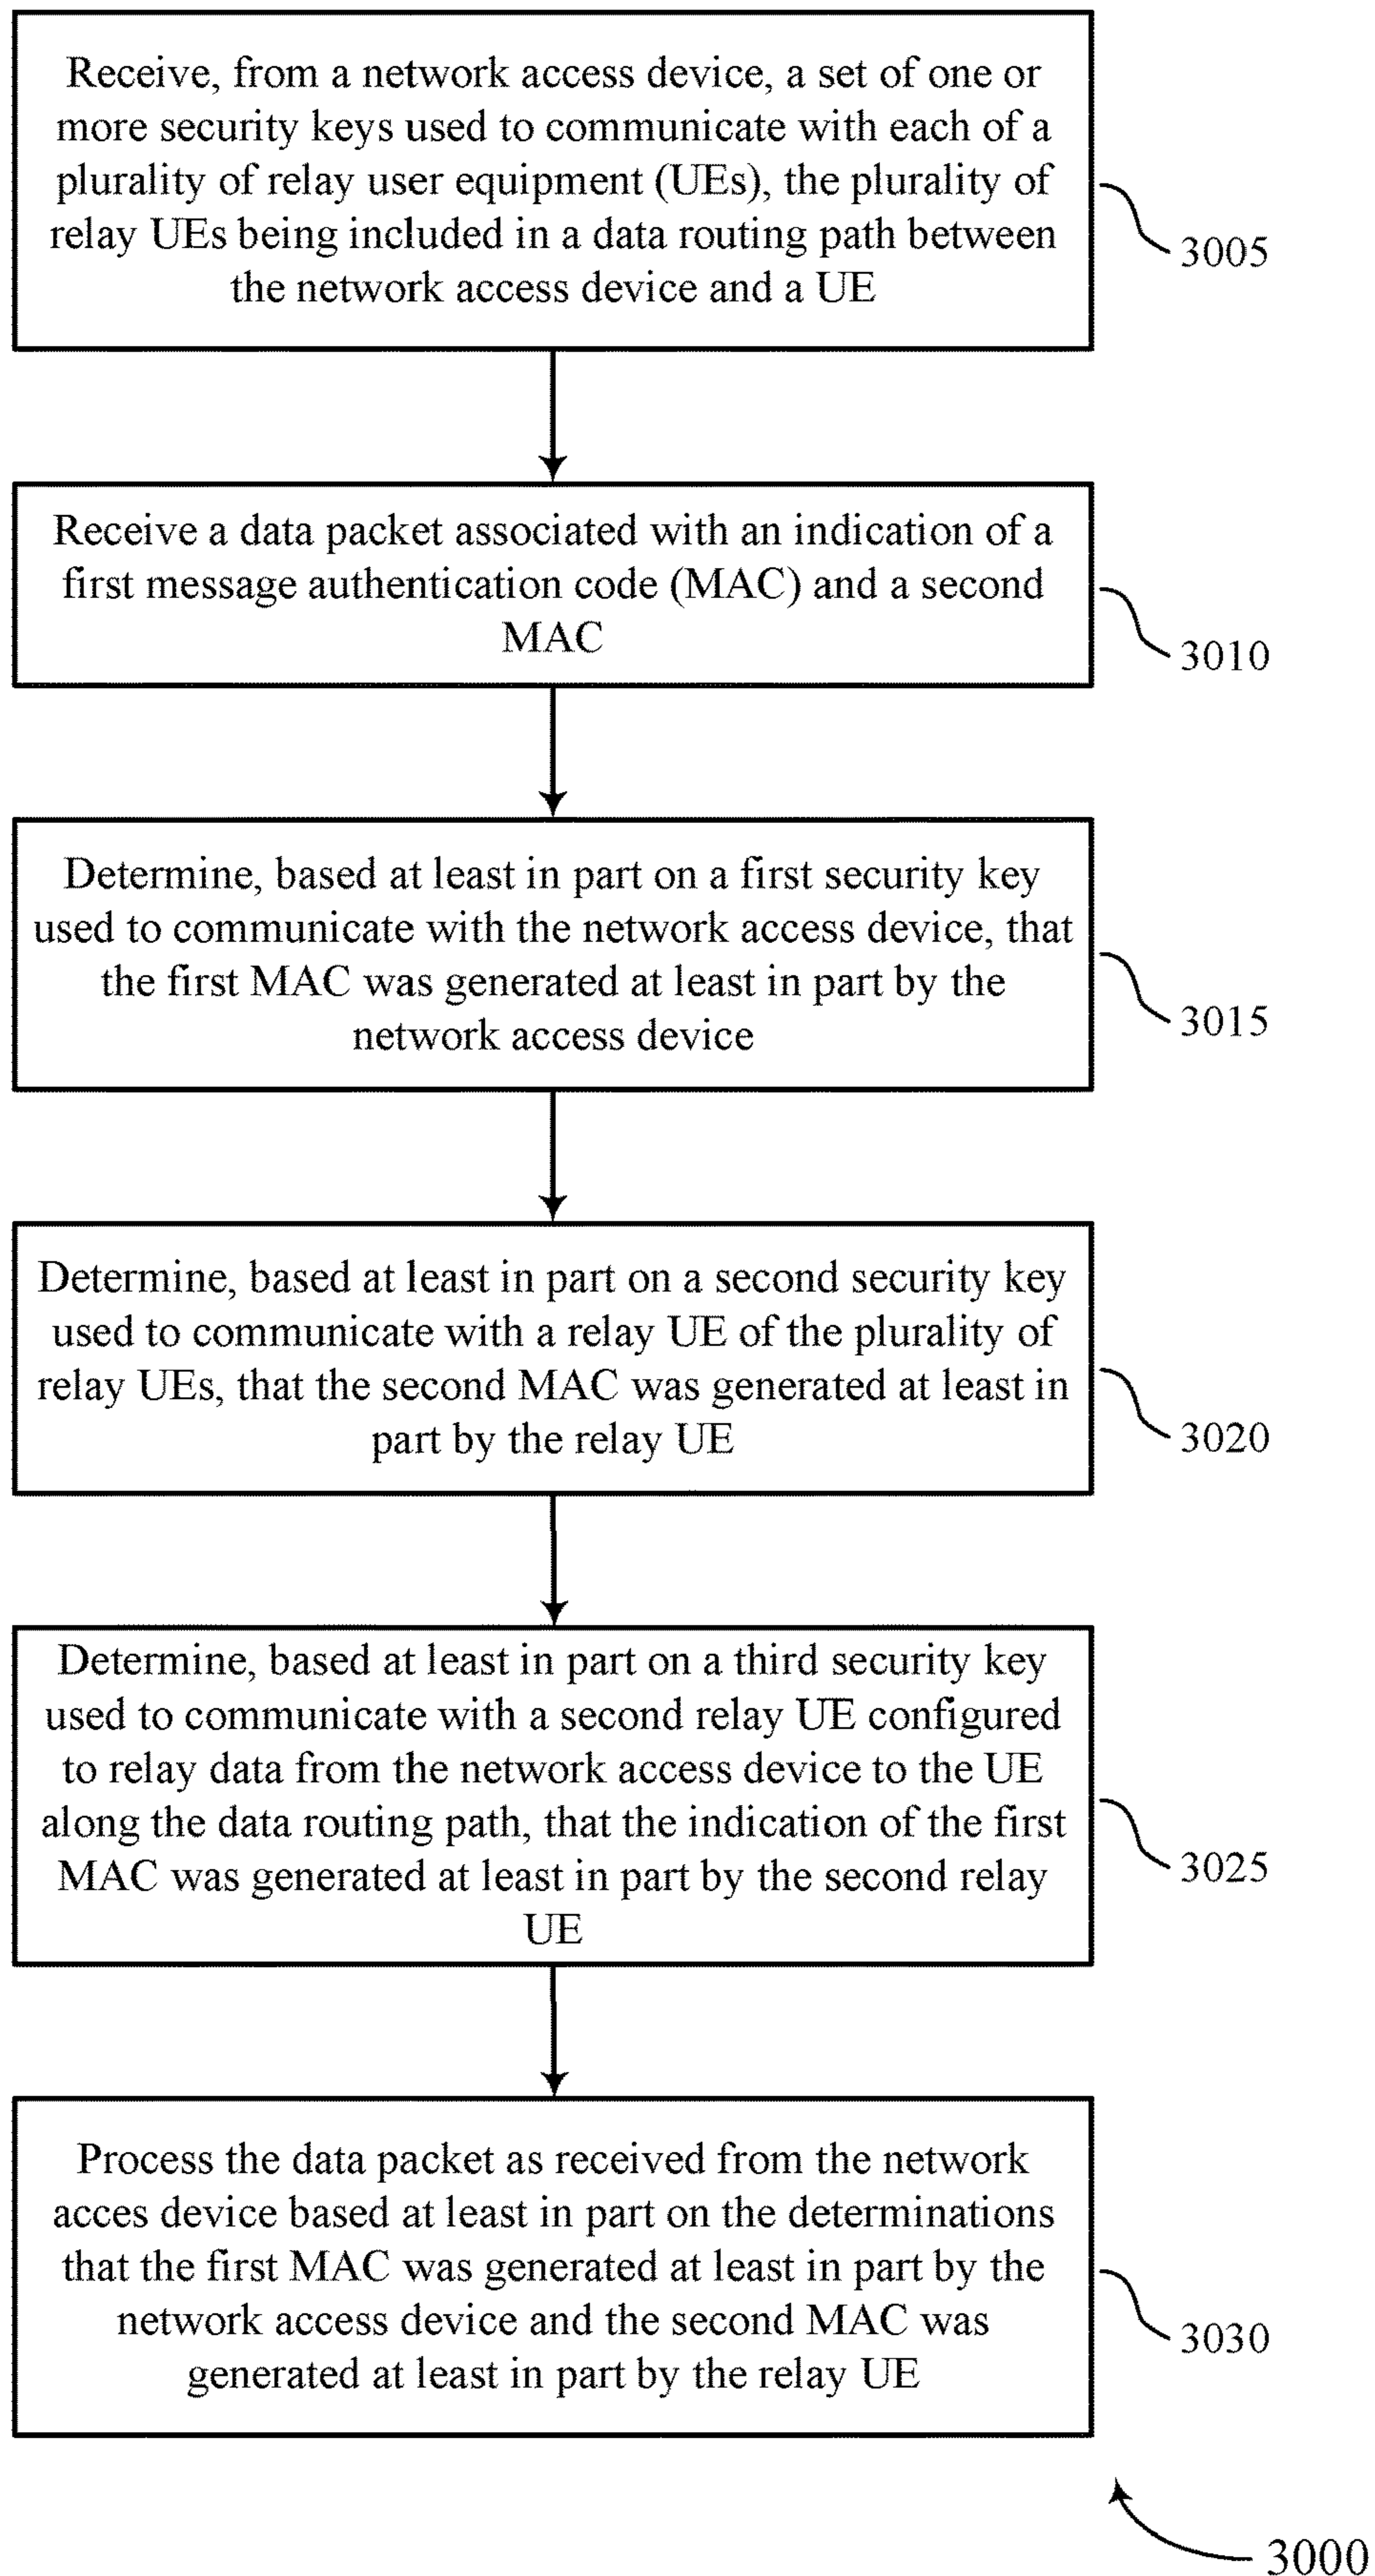 Receive, from a network access device, a set of one or
more security keys used to communicate with each of a
plurality of relay user equipment (UEs), the plurality of
relay UEs being included in a data routing path between
the network access device and a UE
3005
Receive a data packet associated with an indication of a
first message authentication code (MAC) and a second
MAC
3010
Determine, based at least in part on a first security key
used to communicate with the network access device, that
the first MAC was generated at least in part by the
network access device
3015
Determine, based at least in part on a second security key
used to communicate with a relay UE of the plurality of
relay UEs, that the second MAC was generated at least in
part by the relay UE
3020
Determine, based at least in part on a third security key
used to communicate with a second relay UE configured
to relay data from the network access device to the UE
along the data routing path, that the indication of the first
MAC was generated at least in part by the second relay
UE
3025
Process the data packet as received from the network
acces device based at least in part on the determinations
that the first MAC was generated at least in part by the
network access device and the second MAC was
generated at least in part by the relay UE
3030
3000